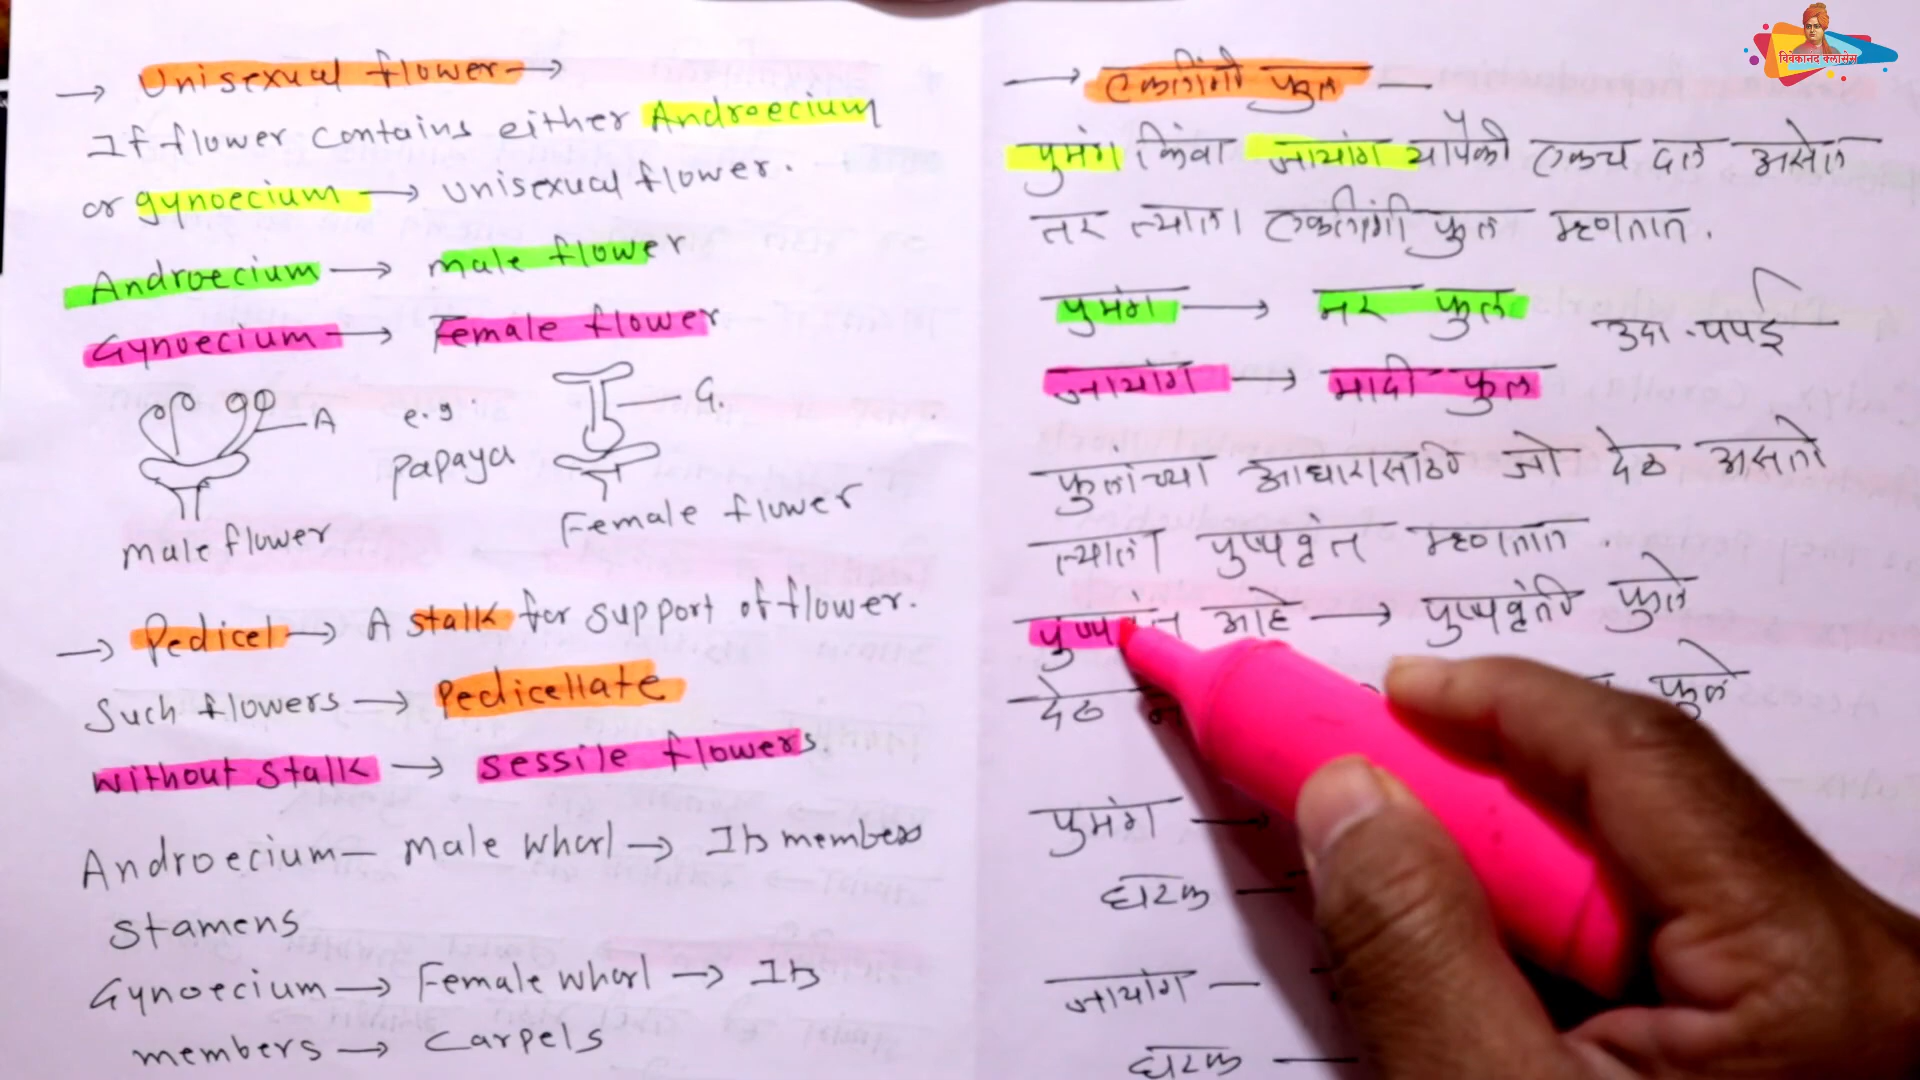 → Unisexual flower →
If flower contains either Androecium
or gynoecium → unisexual flower.
Androecium → male flower
Gynoecium → Female flower
A
e.g.
papaya
G.
male flower
Female flower
→ Pedicel → A stalk for support of flower.
Such flowers → Pedicellate
without stalk → sessile flowers.
Androecium – male whorl → Its members
stamens
Gynoecium → Female whorl → Its
members → carpels
→ एकलिंगी फुल –
पुमंग किंवा जायांग यापैकी एकच दल असेल
तर त्याला एकलिंगी फुल म्हणतात.
पुमंग → नर फुल
उदा. पपई
जायांग → मादी फुल
फुलांच्या आधारासाठी जो देठ असतो
त्याला पुष्पवृंत म्हणतात.
पुष्पवृंत आहे → पुष्पवृंती फुले
देठ फुले
पुमंग →
घटक –
जायांग –
घटक –
विवेकानंद क्लासेस